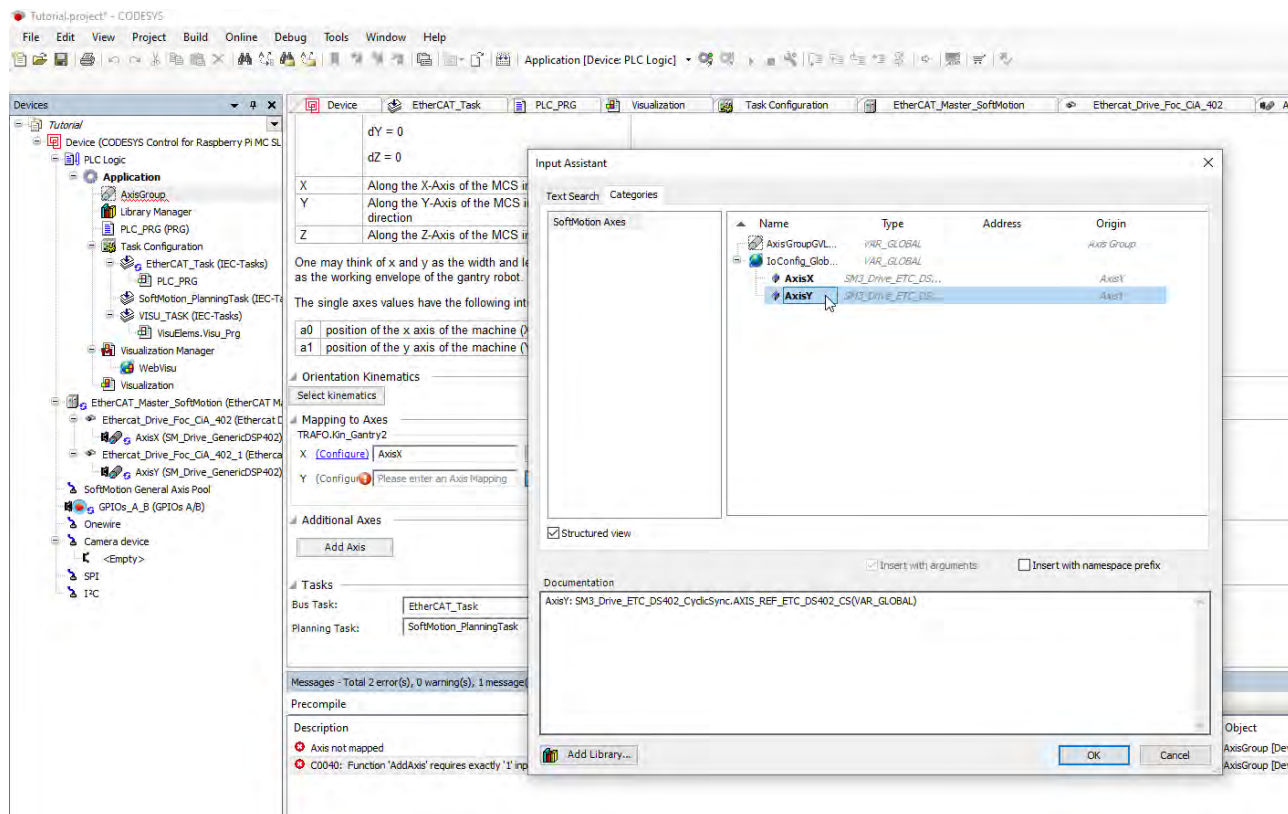 Tutorial.project* - CODESYS
File Edit View Project Build Online Debug Tools Window Help
Application [Device: PLC Logic]
Devices
Tutorial
Device (CODESYS Control for Raspberry Pi MC SL
PLC Logic
Application
AxisGroup
Library Manager
PLC_PRG (PRG)
Task Configuration
EtherCAT_Task (IEC-Tasks)
PLC_PRG
SoftMotion_PlanningTask (IEC-Ta
VISU_TASK (IEC-Tasks)
VisuElems.Visu_Prg
Visualization Manager
WebVisu
Visualization
EtherCAT_Master_SoftMotion (EtherCAT M
Ethercat_Drive_Foc_CiA_402 (Ethercat D
AxisX (SM_Drive_GenericDSP402)
Ethercat_Drive_Foc_CiA_402_1 (Etherca
AxisY (SM_Drive_GenericDSP402)
SoftMotion General Axis Pool
GPIOs_A_B (GPIOs A/B)
Onewire
Camera device
<Empty>
SPI
I²C
Device EtherCAT_Task PLC_PRG Visualization Task Configuration EtherCAT_Master_SoftMotion Ethercat_Drive_Foc_CiA_402 A
dY = 0
dZ = 0
X Along the X-Axis of the MCS i
Y Along the Y-Axis of the MCS i
direction
Z Along the Z-Axis of the MCS i
One may think of x and y as the width and le
as the working envelope of the gantry robot.
The single axes values have the following int
a0 position of the x axis of the machine (X
a1 position of the y axis of the machine (Y
Orientation Kinematics
Select kinematics
Mapping to Axes
TRAFO.Kin_Gantry2
X (Configure) AxisX
Y (Configu Please enter an Axis Mapping
Additional Axes
Add Axis
Tasks
Bus Task: EtherCAT_Task
Planning Task: SoftMotion_PlanningTask
Messages - Total 2 error(s), 0 warning(s), 1 message(
Precompile
Description Object
Axis not mapped AxisGroup [De
C0040: Function 'AddAxis' requires exactly '1' inp AxisGroup [De
Input Assistant
Text Search Categories
SoftMotion Axes
Name Type Address Origin
AxisGroupGVL... VAR_GLOBAL Axis Group
IoConfig_Glob... VAR_GLOBAL
AxisX SM3_Drive_ETC_DS...
AxisY SM3_Drive_ETC_DS...
Structured view
Insert with arguments Insert with namespace prefix
Documentation
AxisY: SM3_Drive_ETC_DS402_CyclicSync.AXIS_REF_ETC_DS402_CS(VAR_GLOBAL)
Add Library... OK Cancel